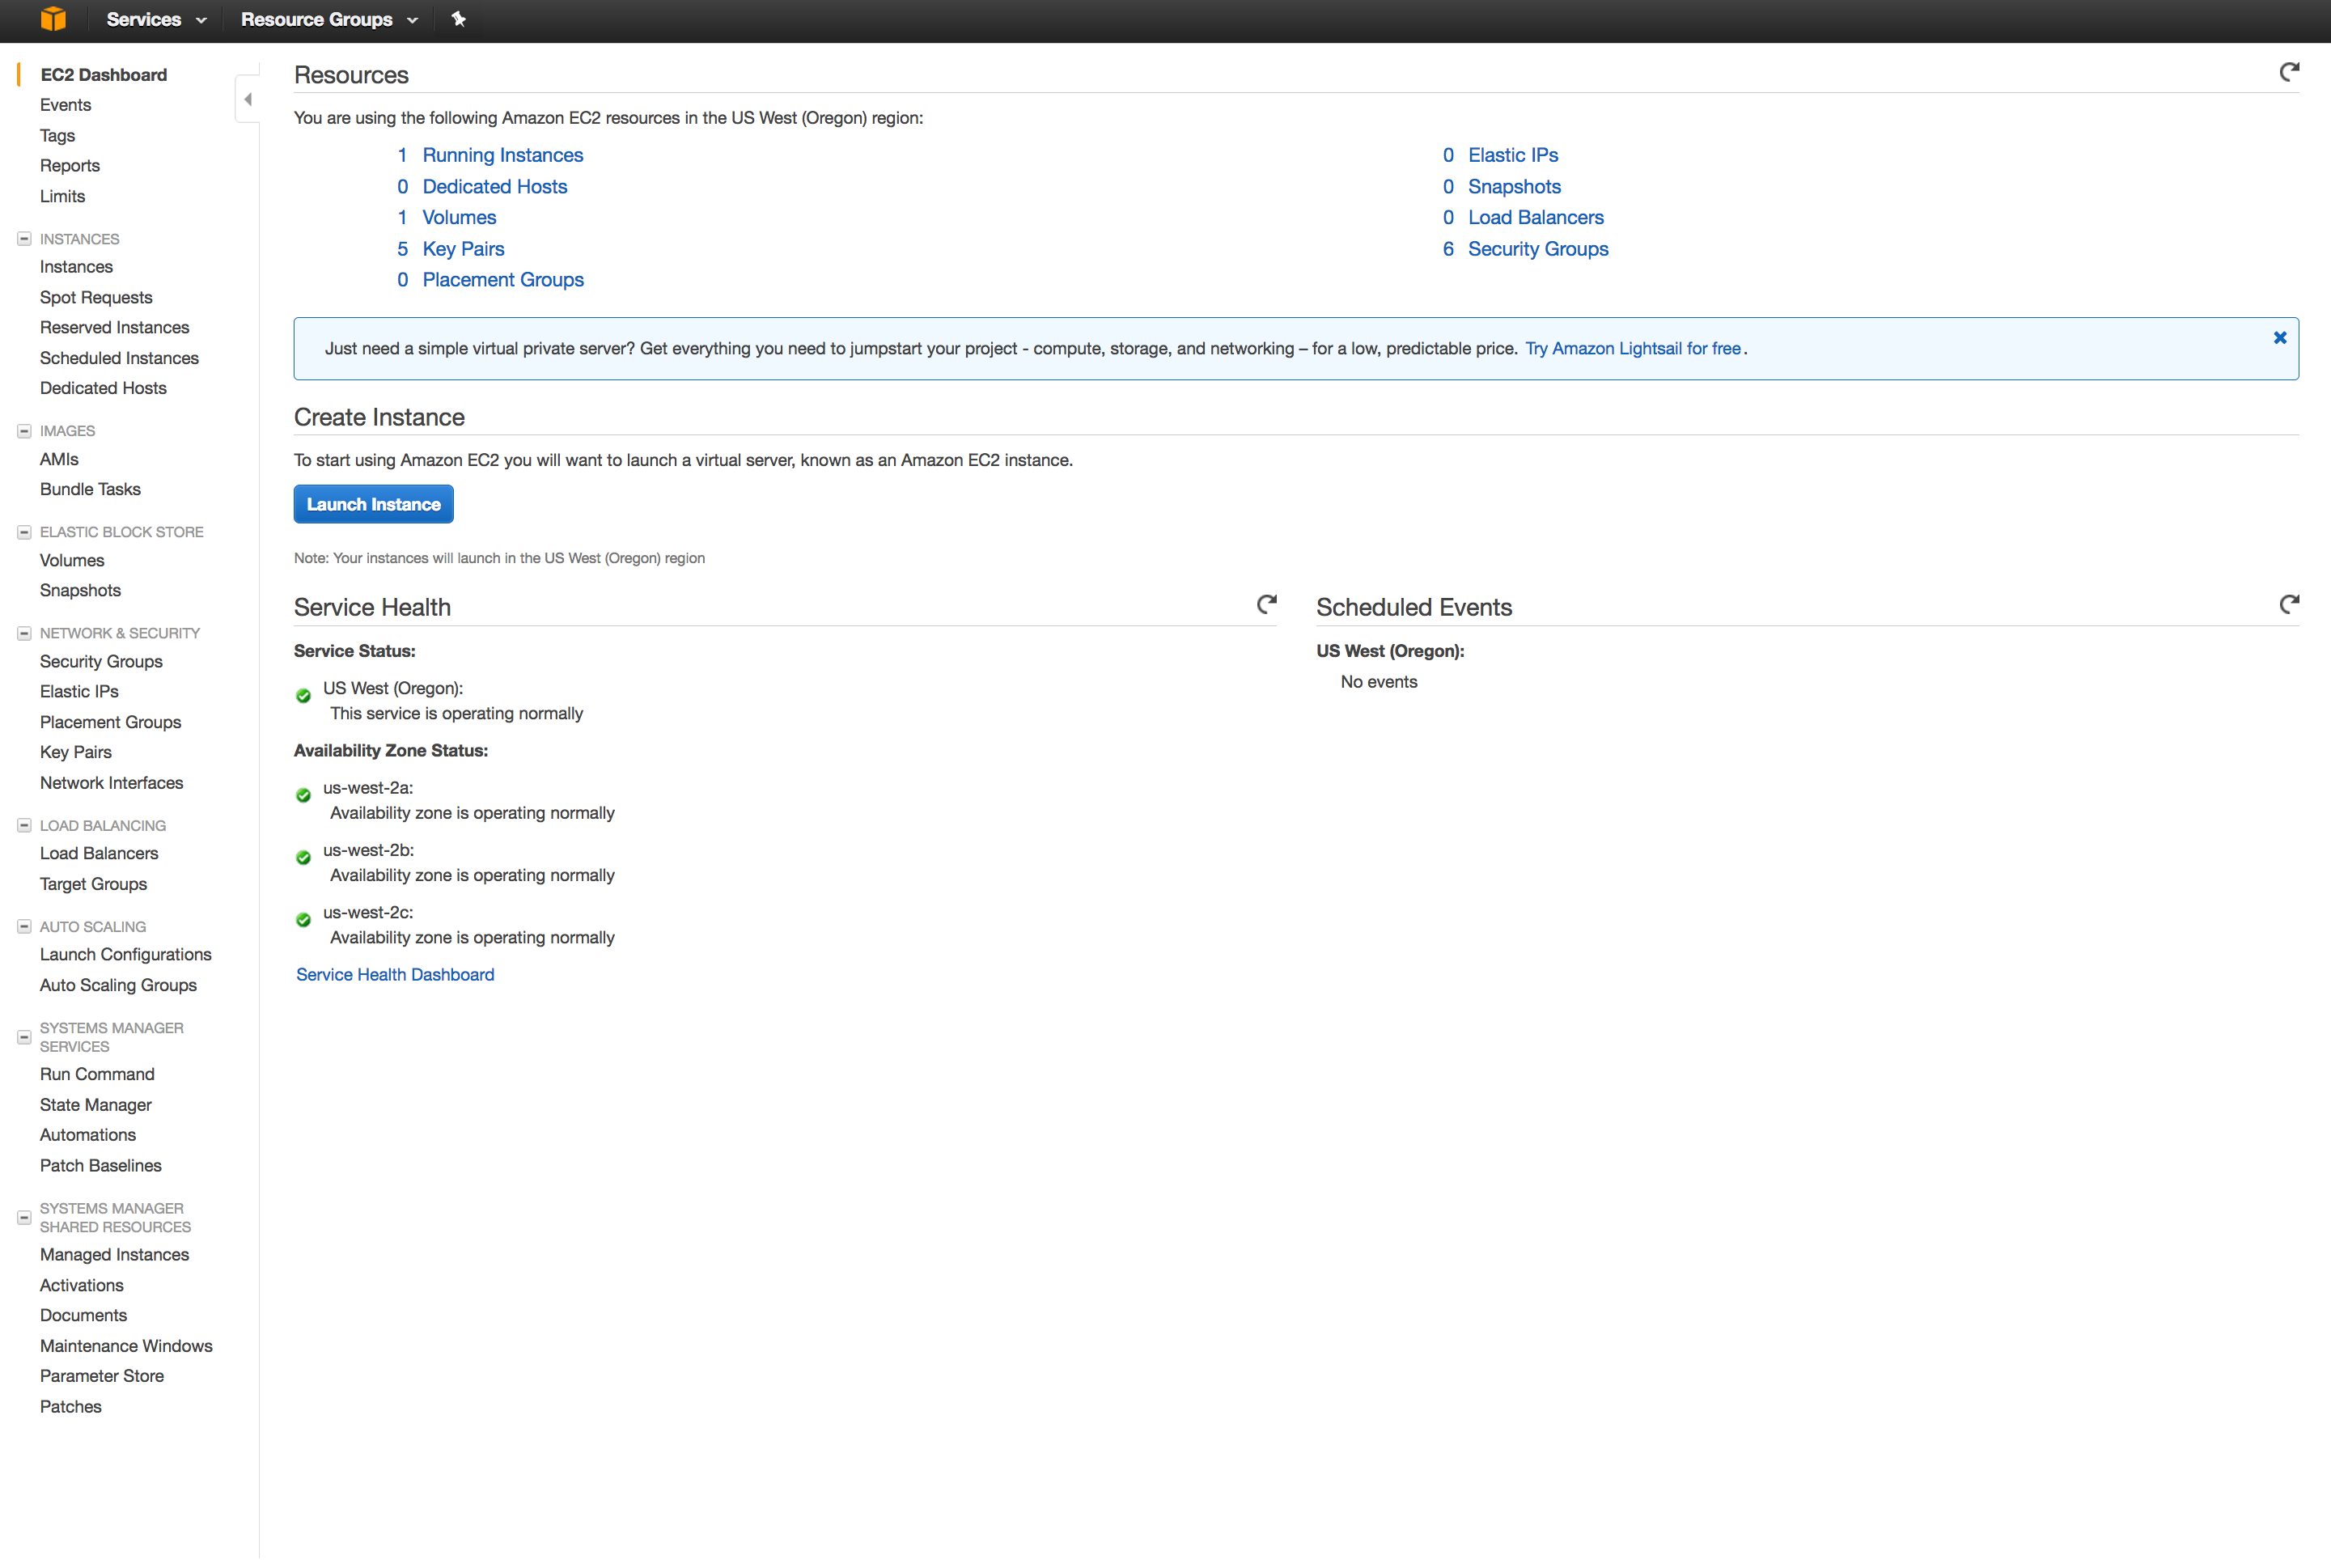 Services
Resource Groups
EC2 Dashboard
Events
Tags
Reports
Limits
INSTANCES
Instances
Spot Requests
Reserved Instances
Scheduled Instances
Dedicated Hosts
IMAGES
AMIs
Bundle Tasks
ELASTIC BLOCK STORE
Volumes
Snapshots
NETWORK & SECURITY
Security Groups
Elastic IPs
Placement Groups
Key Pairs
Network Interfaces
LOAD BALANCING
Load Balancers
Target Groups
AUTO SCALING
Launch Configurations
Auto Scaling Groups
SYSTEMS MANAGER
SERVICES
Run Command
State Manager
Automations
Patch Baselines
SYSTEMS MANAGER
SHARED RESOURCES
Managed Instances
Activations
Documents
Maintenance Windows
Parameter Store
Patches
Resources
You are using the following Amazon EC2 resources in the US West (Oregon) region:
1 Running Instances
0 Dedicated Hosts
1 Volumes
5 Key Pairs
0 Placement Groups
0 Elastic IPs
0 Snapshots
0 Load Balancers
6 Security Groups
Just need a simple virtual private server? Get everything you need to jumpstart your project - compute, storage, and networking – for a low, predictable price. Try Amazon Lightsail for free.
Create Instance
To start using Amazon EC2 you will want to launch a virtual server, known as an Amazon EC2 instance.
Launch Instance
Note: Your instances will launch in the US West (Oregon) region
Service Health
Service Status:
US West (Oregon):
This service is operating normally
Availability Zone Status:
us-west-2a:
Availability zone is operating normally
us-west-2b:
Availability zone is operating normally
us-west-2c:
Availability zone is operating normally
Service Health Dashboard
Scheduled Events
US West (Oregon):
No events